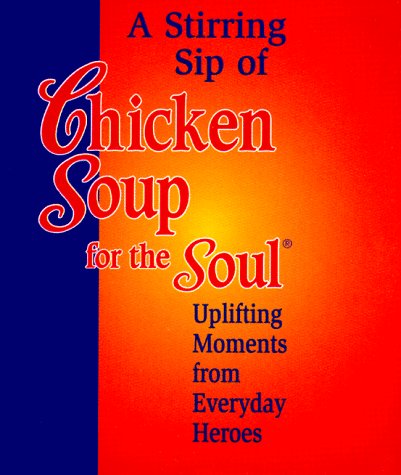 A Stirring
Sip of
Chicken
Soup
for the Soul®
Uplifting
Moments
from
Everyday
Heroes